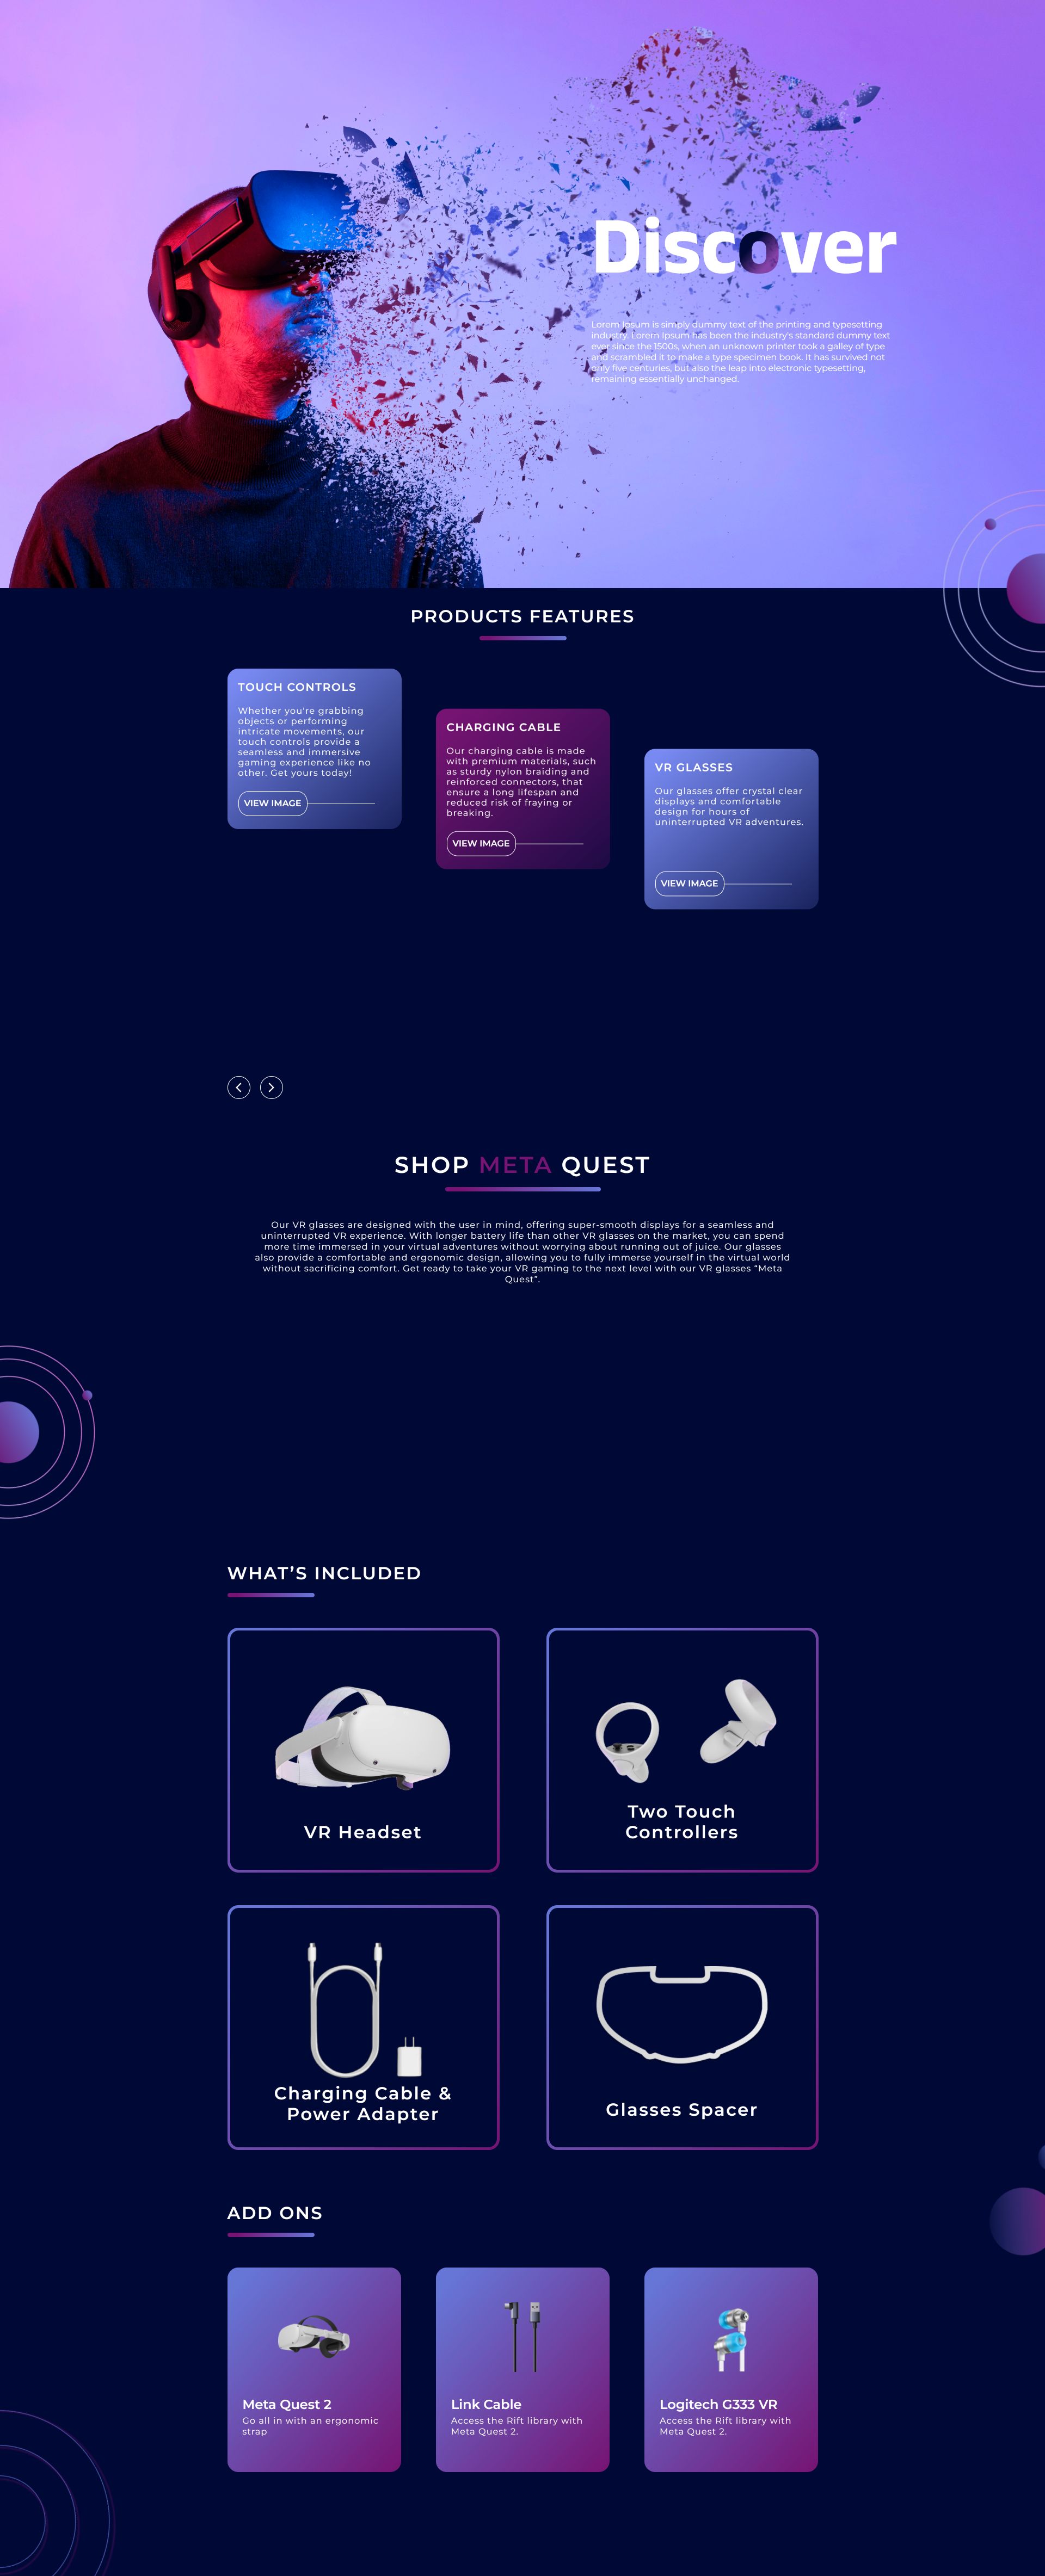 Discover
Lorem Ipsum is simply dummy text of the printing and typesetting
industry. Lorem Ipsum has been the industry's standard dummy text
ever since the 1500s, when an unknown printer took a galley of type
and scrambled it to make a type specimen book. It has survived not
only five centuries, but also the leap into electronic typesetting,
remaining essentially unchanged.
PRODUCTS FEATURES
TOUCH CONTROLS
Whether you're grabbing
objects or performing
intricate movements, our
touch controls provide a
seamless and immersive
gaming experience like no
other. Get yours today!
VIEW IMAGE
CHARGING CABLE
Our charging cable is made
with premium materials, such
as sturdy nylon braiding and
reinforced connectors, that
ensure a long lifespan and
reduced risk of fraying or
breaking.
VIEW IMAGE
VR GLASSES
Our glasses offer crystal clear
displays and comfortable
design for hours of
uninterrupted VR adventures.
VIEW IMAGE
SHOP META QUEST
Our VR glasses are designed with the user in mind, offering super-smooth displays for a seamless and
uninterrupted VR experience. With longer battery life than other VR glasses on the market, you can spend
more time immersed in your virtual adventures without worrying about running out of juice. Our glasses
also provide a comfortable and ergonomic design, allowing you to fully immerse yourself in the virtual world
without sacrificing comfort. Get ready to take your VR gaming to the next level with our VR glasses “Meta
Quest”.
WHAT’S INCLUDED
VR Headset
Two Touch
Controllers
Charging Cable &
Power Adapter
Glasses Spacer
ADD ONS
Meta Quest 2
Go all in with an ergonomic
strap
Link Cable
Access the Rift library with
Meta Quest 2.
Logitech G333 VR
Access the Rift library with
Meta Quest 2.